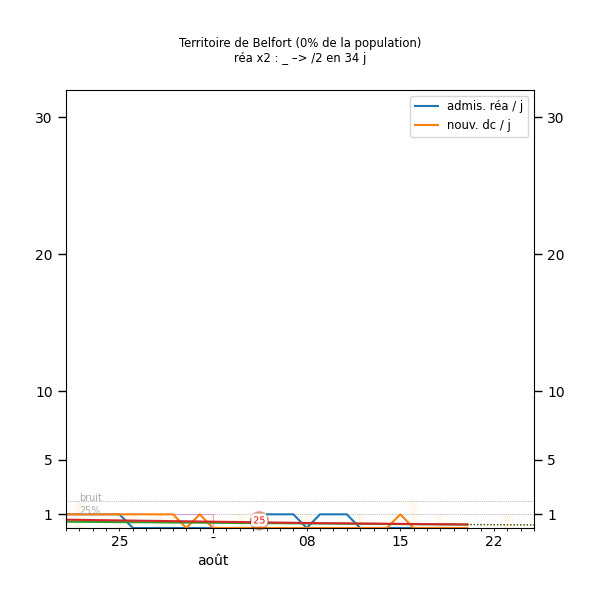 Territoire de Belfort (0% de la population)
réa x2 : _ –> /2 en 34 j
admis. réa / j
nouv. dc / j
30 30
20 20
10 10
5 5
bruit
25%
1 1
25
25 - 08 15 22
août